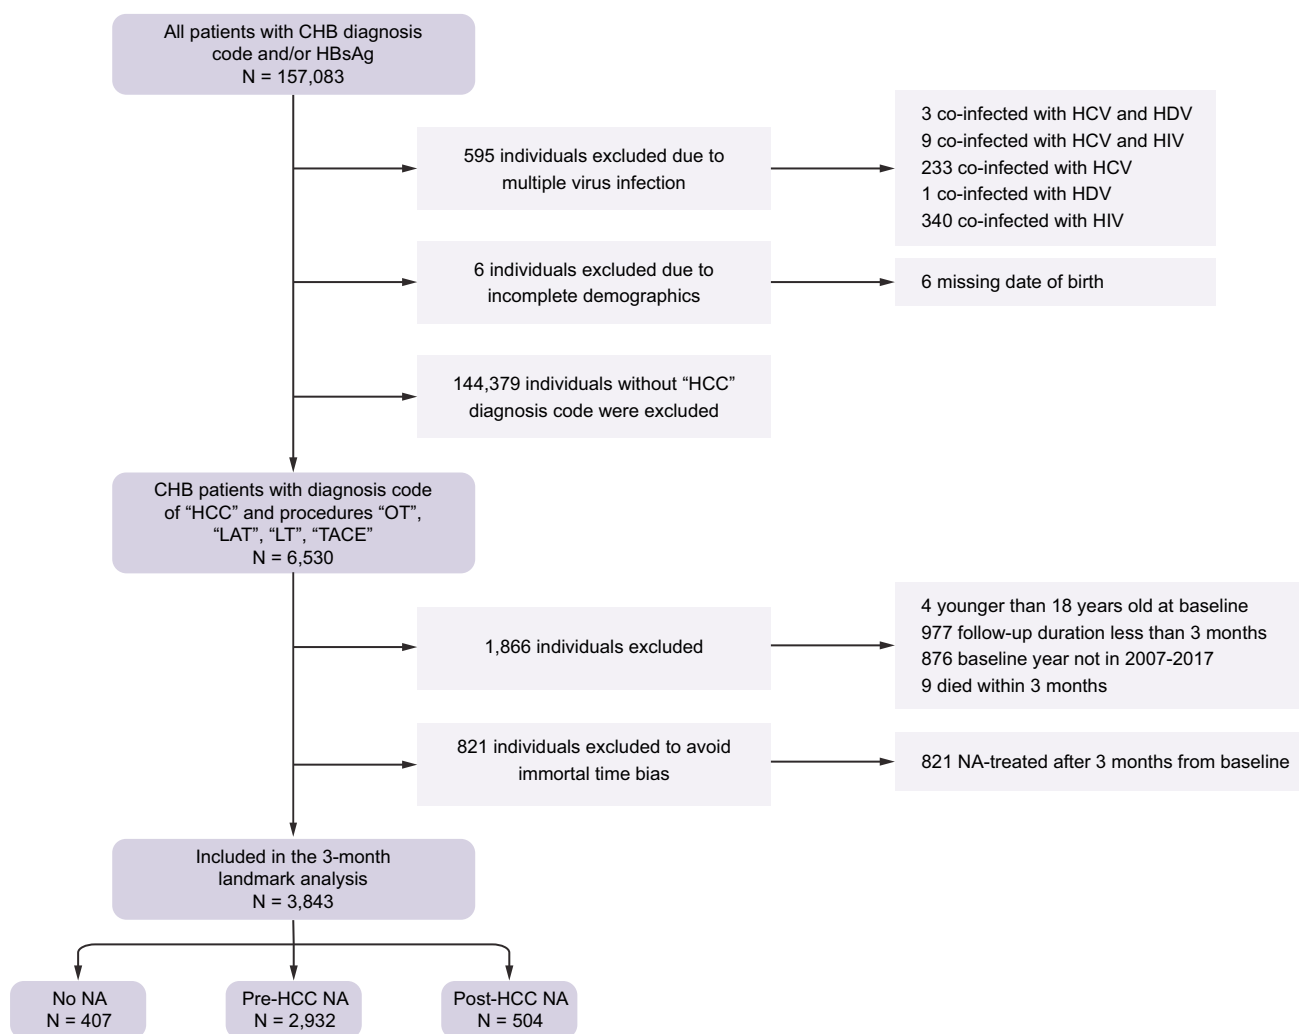 All patients with CHB diagnosis
code and/or HBsAg
N = 157,083
595 individuals excluded due to
multiple virus infection
3 co-infected with HCV and HDV
9 co-infected with HCV and HIV
233 co-infected with HCV
1 co-infected with HDV
340 co-infected with HIV
6 individuals excluded due to
incomplete demographics
6 missing date of birth
144,379 individuals without “HCC”
diagnosis code were excluded
CHB patients with diagnosis code
of “HCC” and procedures “OT”,
“LAT”, “LT”, “TACE”
N = 6,530
1,866 individuals excluded
4 younger than 18 years old at baseline
977 follow-up duration less than 3 months
876 baseline year not in 2007-2017
9 died within 3 months
821 individuals excluded to avoid
immortal time bias
821 NA-treated after 3 months from baseline
Included in the 3-month
landmark analysis
N = 3,843
No NA
N = 407
Pre-HCC NA
N = 2,932
Post-HCC NA
N = 504